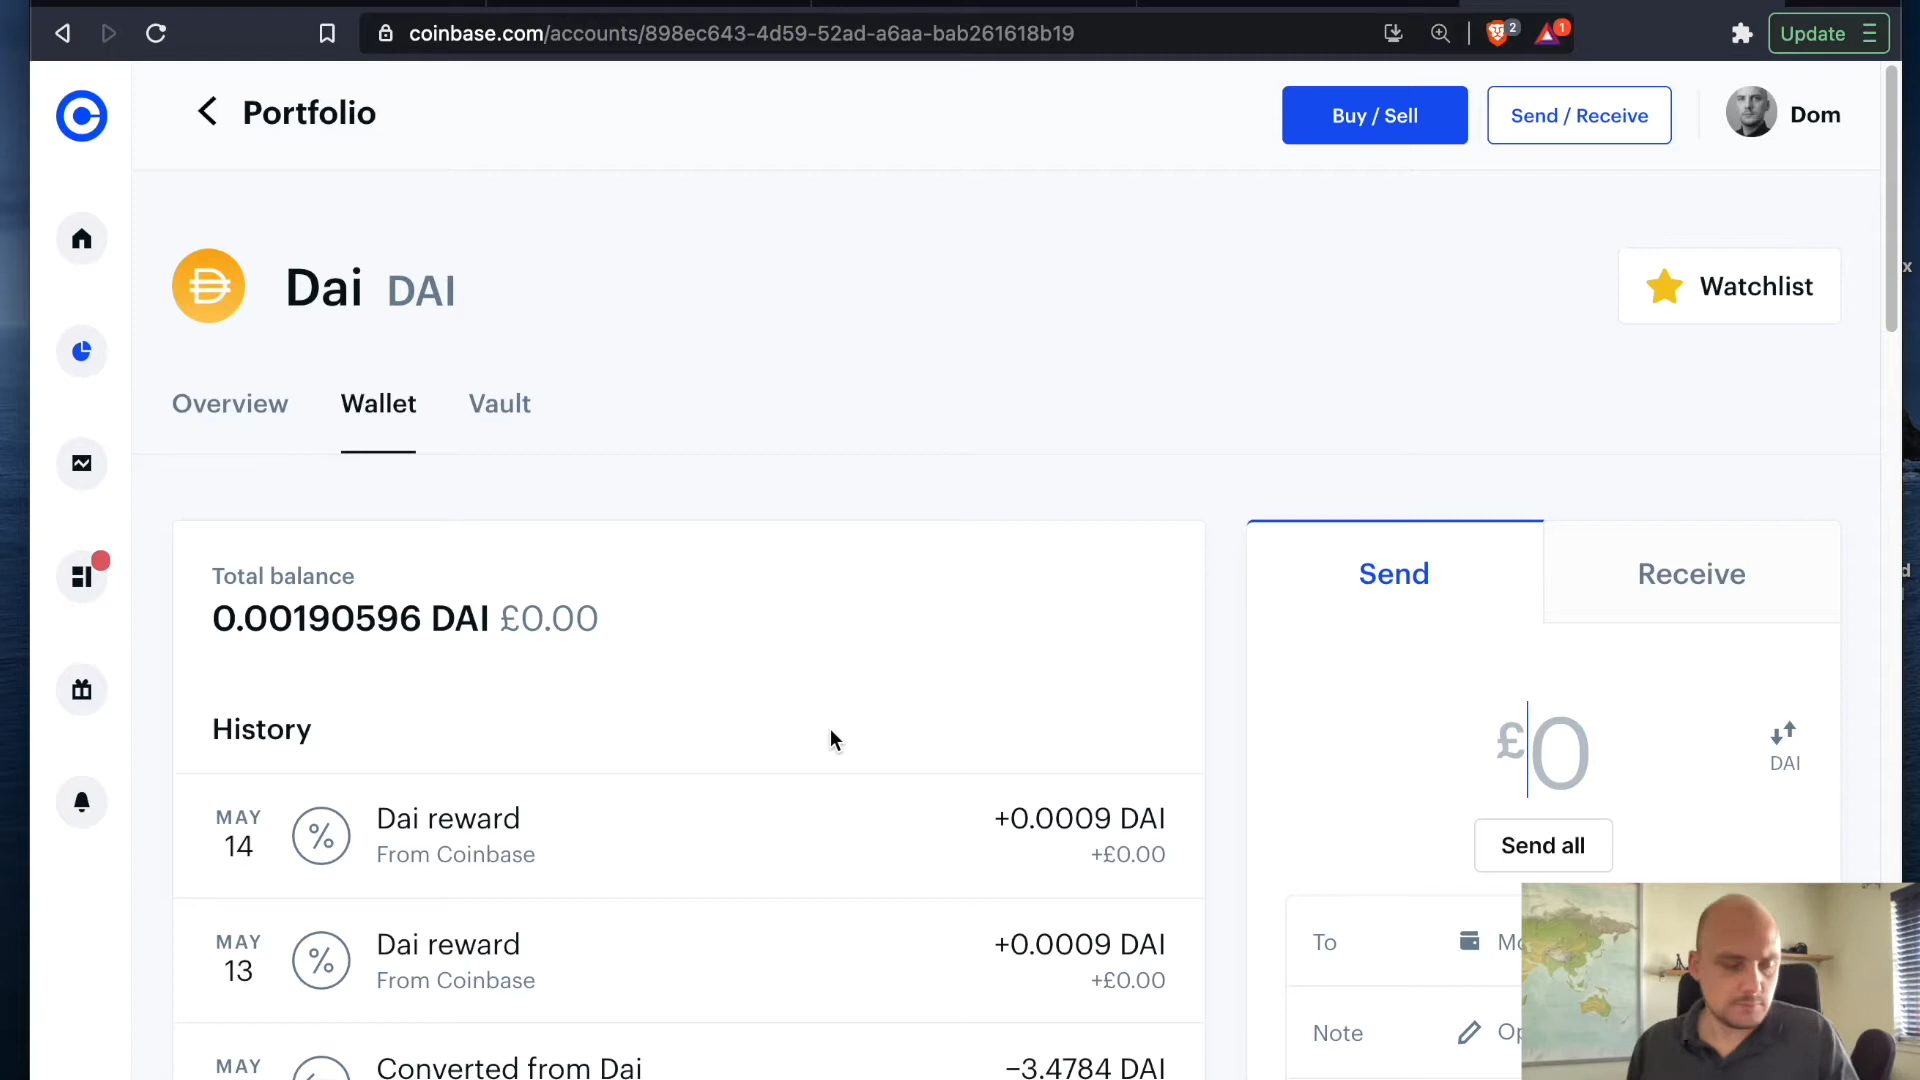 coinbase.com/accounts/898ec643-4d59-52ad-a6aa-bab261618b19
2
1
Update
Portfolio
Buy / Sell
Send / Receive
Dom
Dai DAI
Watchlist
Overview
Wallet
Vault
Total balance
0.00190596 DAI £0.00
Send
Receive
History
£0
DAI
Send all
MAY
14
Dai reward
From Coinbase
+0.0009 DAI
+£0.00
MAY
13
Dai reward
From Coinbase
+0.0009 DAI
+£0.00
To
Note
MAY
Converted from Dai
−3.4784 DAI